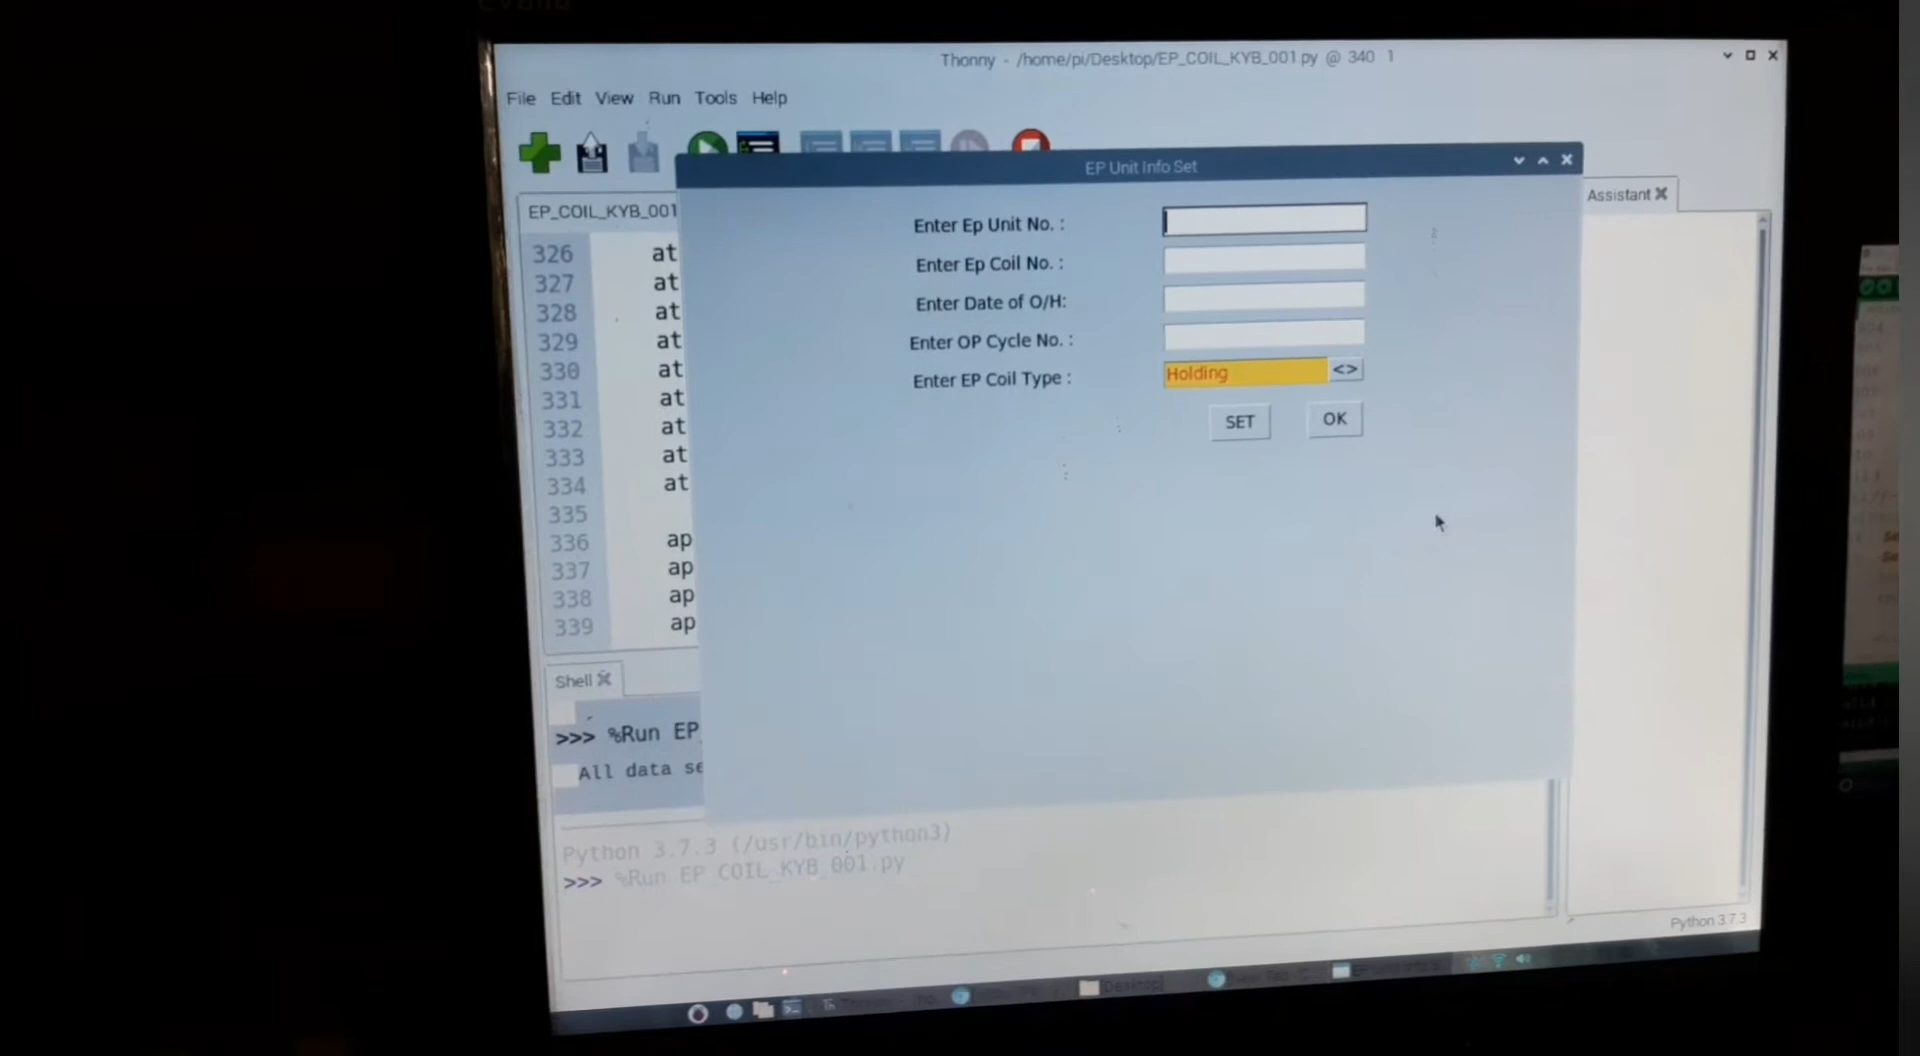 Thonny - /home/pi/Desktop/EP_COIL_KYB_001.py @ 340 1
File Edit View Run Tools Help
EP Unit Info Set
EP_COIL_KYB_001
Assistant
Enter Ep Unit No. :
Enter Ep Coil No. :
Enter Date of O/H:
Enter OP Cycle No. :
Enter EP Coil Type : Holding <>
SET OK
326 at
327 at
328 at
329 at
330 at
331 at
332 at
333 at
334 at
335
336 ap
337 ap
338 ap
339 ap
Shell
>>> %Run EP_
All data se
Python 3.7.3 (/usr/bin/python3)
>>> %Run EP_COIL_KYB_001.py
Python 3.7.3
Desktop